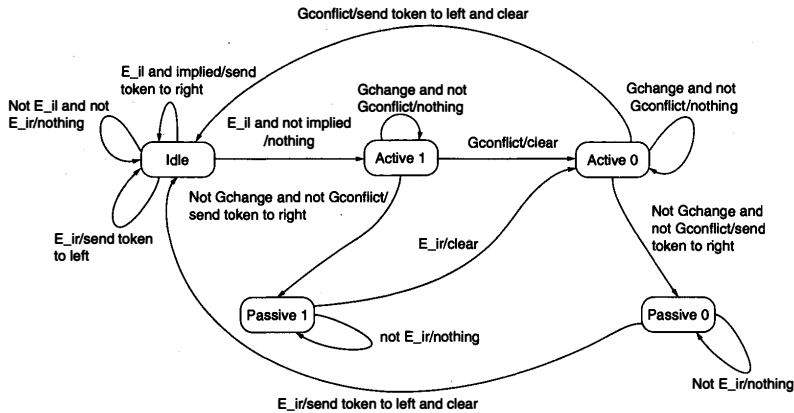 Gconflict/send token to left and clear
E_il and implied/send
token to right
Not E_il and not
E_ir/nothing
Gchange and not
Gconflict/nothing
Gchange and not
Gconflict/nothing
E_il and not implied
/nothing
Gconflict/clear
Idle
Active 1
Active 0
Not Gchange and not Gconflict/
send token to right
E_ir/send token
to left
E_ir/clear
Not Gchange and
not Gconflict/send
token to right
Passive 1
Passive 0
not E_ir/nothing
Not E_ir/nothing
E_ir/send token to left and clear